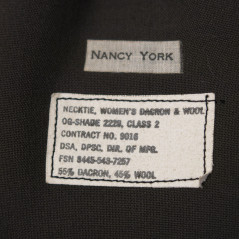 NANCY YORK
NECKTIE, WOMEN'S DACRON & WOOL
OG-SHADE 2229, CLASS 2
CONTRACT NO. 9016
DSA, DPSC, DIR. OF MFG.
FSN 8445-543-7257
55% DACRON, 45% WOOL